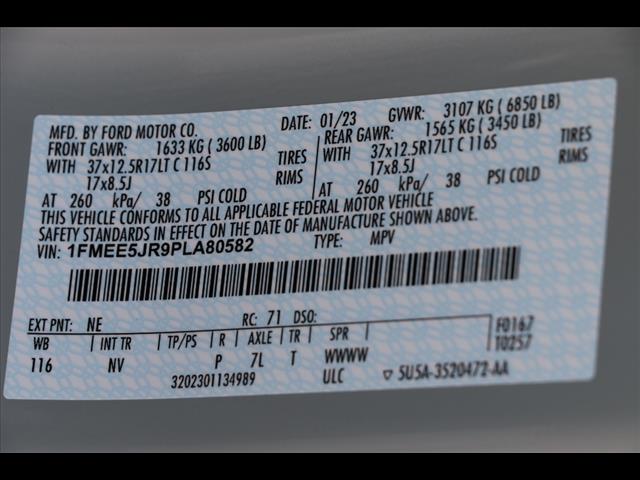 MFD. BY FORD MOTOR CO. DATE: 01/23 GVWR: 3107 KG (6850 LB)
FRONT GAWR: 1633 KG (3600 LB) REAR GAWR: 1565 KG (3450 LB)
WITH 37x12.5R17LT C 116S TIRES WITH 37x12.5R17LT C 116S TIRES
17x8.5J RIMS 17x8.5J RIMS
AT 260 kPa/ 38 PSI COLD AT 260 kPa/ 38 PSI COLD
THIS VEHICLE CONFORMS TO ALL APPLICABLE FEDERAL MOTOR VEHICLE
SAFETY STANDARDS IN EFFECT ON THE DATE OF MANUFACTURE SHOWN ABOVE.
VIN: 1FMEE5JR9PLA80582 TYPE: MPV
EXT PNT: NE RC: 71 DSO: F0167
WB INT TR TP/PS R AXLE TR SPR T0257
116 NV P 7L T WWWW
3202301134989 ULC ▽ 5U5A-3520472-AA